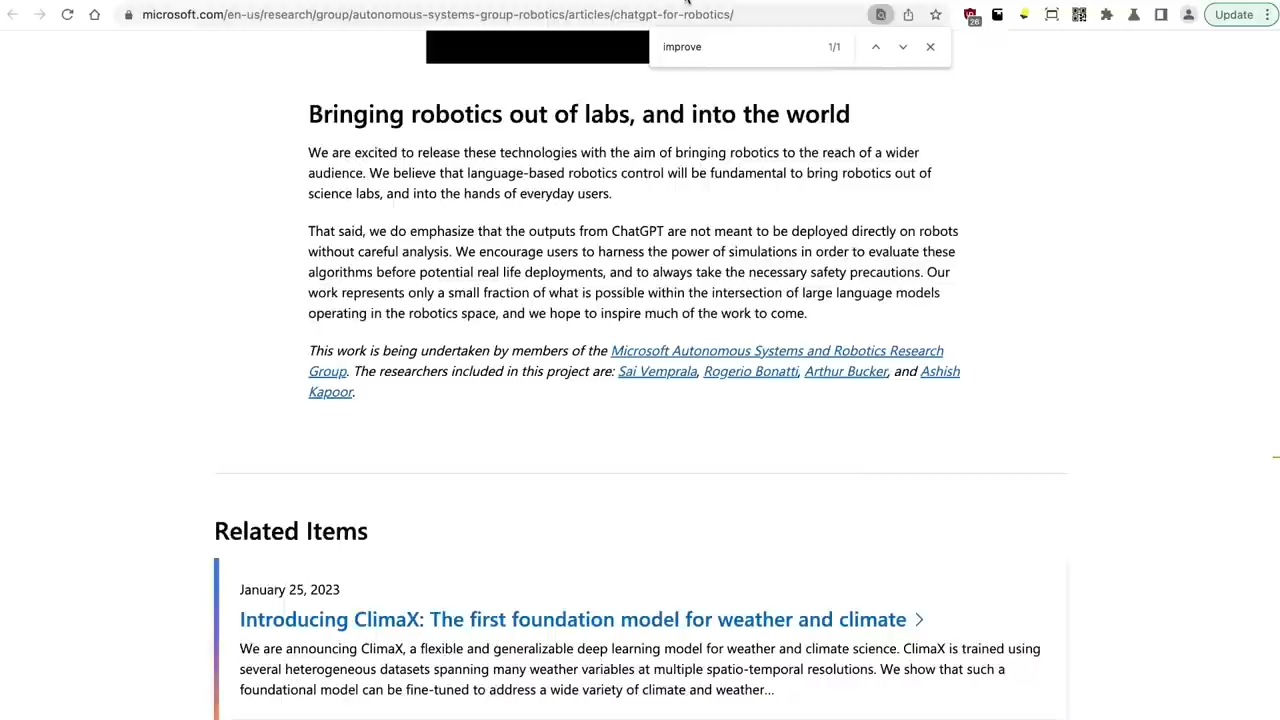 microsoft.com/en-us/research/group/autonomous-systems-group-robotics/articles/chatgpt-for-robotics/
26
Update
improve
1/1
Bringing robotics out of labs, and into the world
We are excited to release these technologies with the aim of bringing robotics to the reach of a wider
audience. We believe that language-based robotics control will be fundamental to bring robotics out of
science labs, and into the hands of everyday users.
That said, we do emphasize that the outputs from ChatGPT are not meant to be deployed directly on robots
without careful analysis. We encourage users to harness the power of simulations in order to evaluate these
algorithms before potential real life deployments, and to always take the necessary safety precautions. Our
work represents only a small fraction of what is possible within the intersection of large language models
operating in the robotics space, and we hope to inspire much of the work to come.
This work is being undertaken by members of the Microsoft Autonomous Systems and Robotics Research
Group. The researchers included in this project are: Sai Vemprala, Rogerio Bonatti, Arthur Bucker, and Ashish
Kapoor.
Related Items
January 25, 2023
Introducing ClimaX: The first foundation model for weather and climate
We are announcing ClimaX, a flexible and generalizable deep learning model for weather and climate science. ClimaX is trained using
several heterogeneous datasets spanning many weather variables at multiple spatio-temporal resolutions. We show that such a
foundational model can be fine-tuned to address a wide variety of climate and weather...